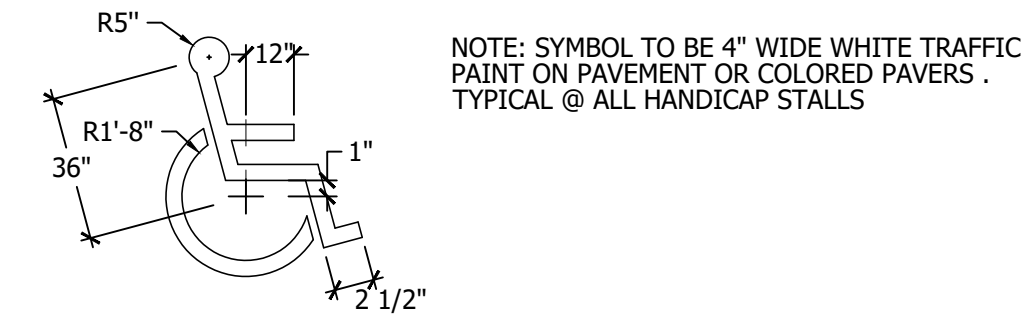 R5"
12"
NOTE: SYMBOL TO BE 4" WIDE WHITE TRAFFIC
PAINT ON PAVEMENT OR COLORED PAVERS .
TYPICAL @ ALL HANDICAP STALLS
R1'-8"
1"
36"
2 1/2"